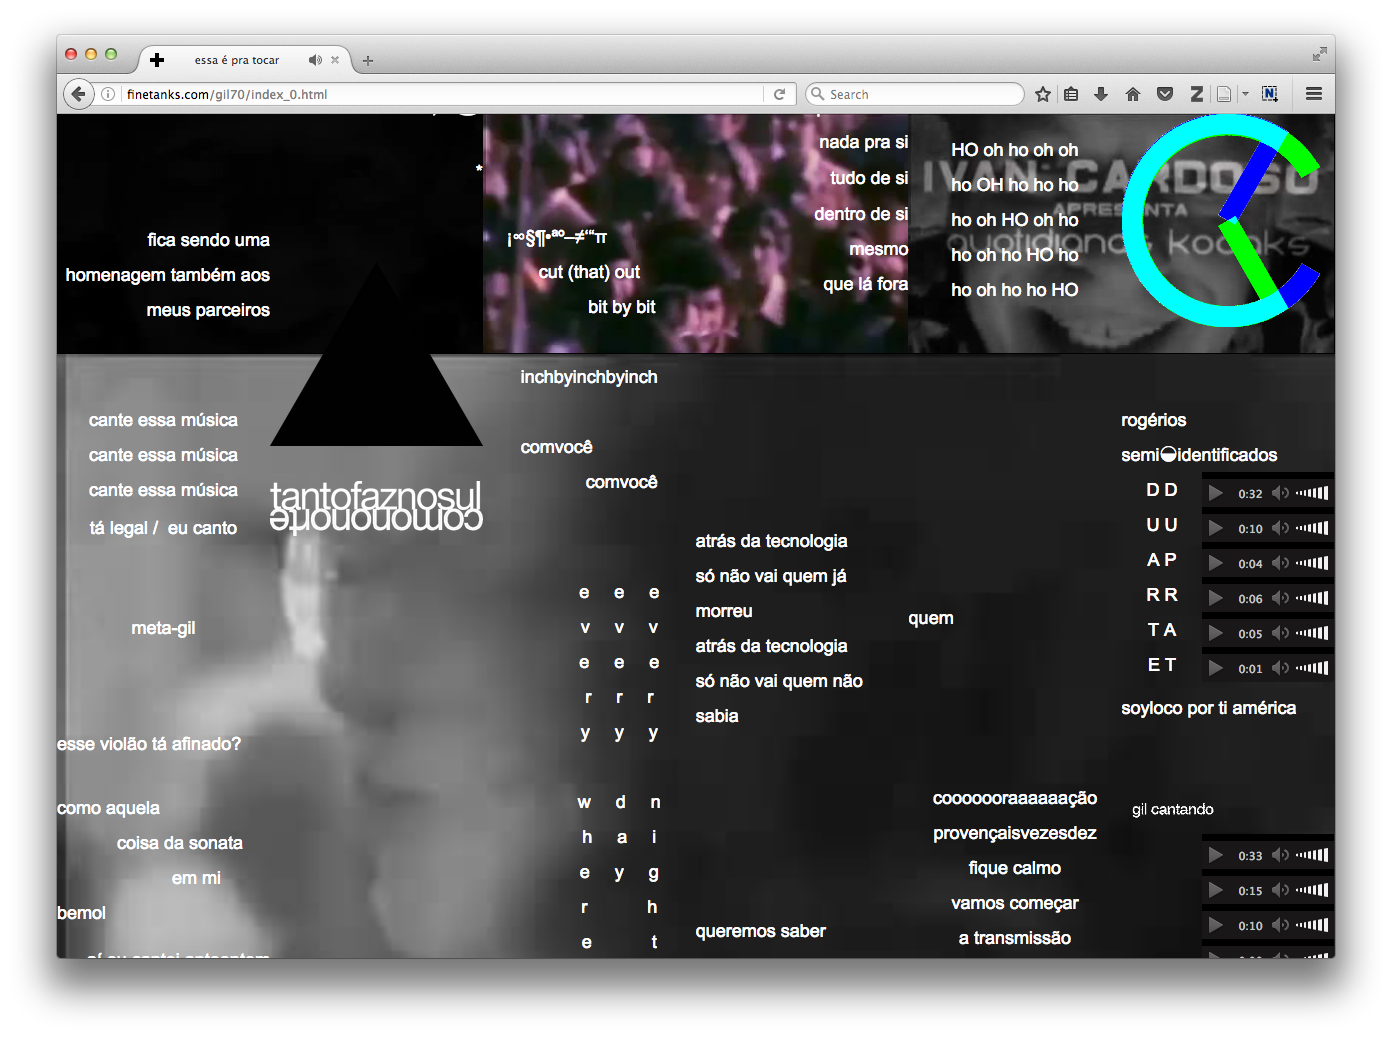 essa é pra tocar
finetanks.com/gil70/index_0.html
Search
*
fica sendo uma
homenagem também aos
meus parceiros
¡∞§¶•ªº–≠‘“π
cut (that) out
bit by bit
nada pra si
tudo de si
dentro de si
mesmo
que lá fora
HO oh ho oh oh
ho OH ho ho ho
ho oh HO oh ho
ho oh ho HO ho
ho oh ho ho HO
IVAN CARDOSO
APRESENTA
quotidianas kodaks
cante essa música
cante essa música
cante essa música
tá legal / eu canto
tantofaznosul
comononorte
meta-gil
esse violão tá afinado?
como aquela
coisa da sonata
em mi
bemol
aí eu cantei anteontem
inchbyinchbyinch
comvocê
comvocê
e e e
v v v
e e e
r r r
y y y
w d n
h a i
e y g
r h
e t
atrás da tecnologia
só não vai quem já
morreu
atrás da tecnologia
só não vai quem não
sabia
quem
queremos saber
cooooooraaaaaação
provençaisvezesdez
fique calmo
vamos começar
a transmissão
rogérios
semi identificados
D D
U U
A P
R R
T A
E T
0:32
0:10
0:04
0:06
0:05
0:01
soyloco por ti américa
gil cantando
0:33
0:15
0:10